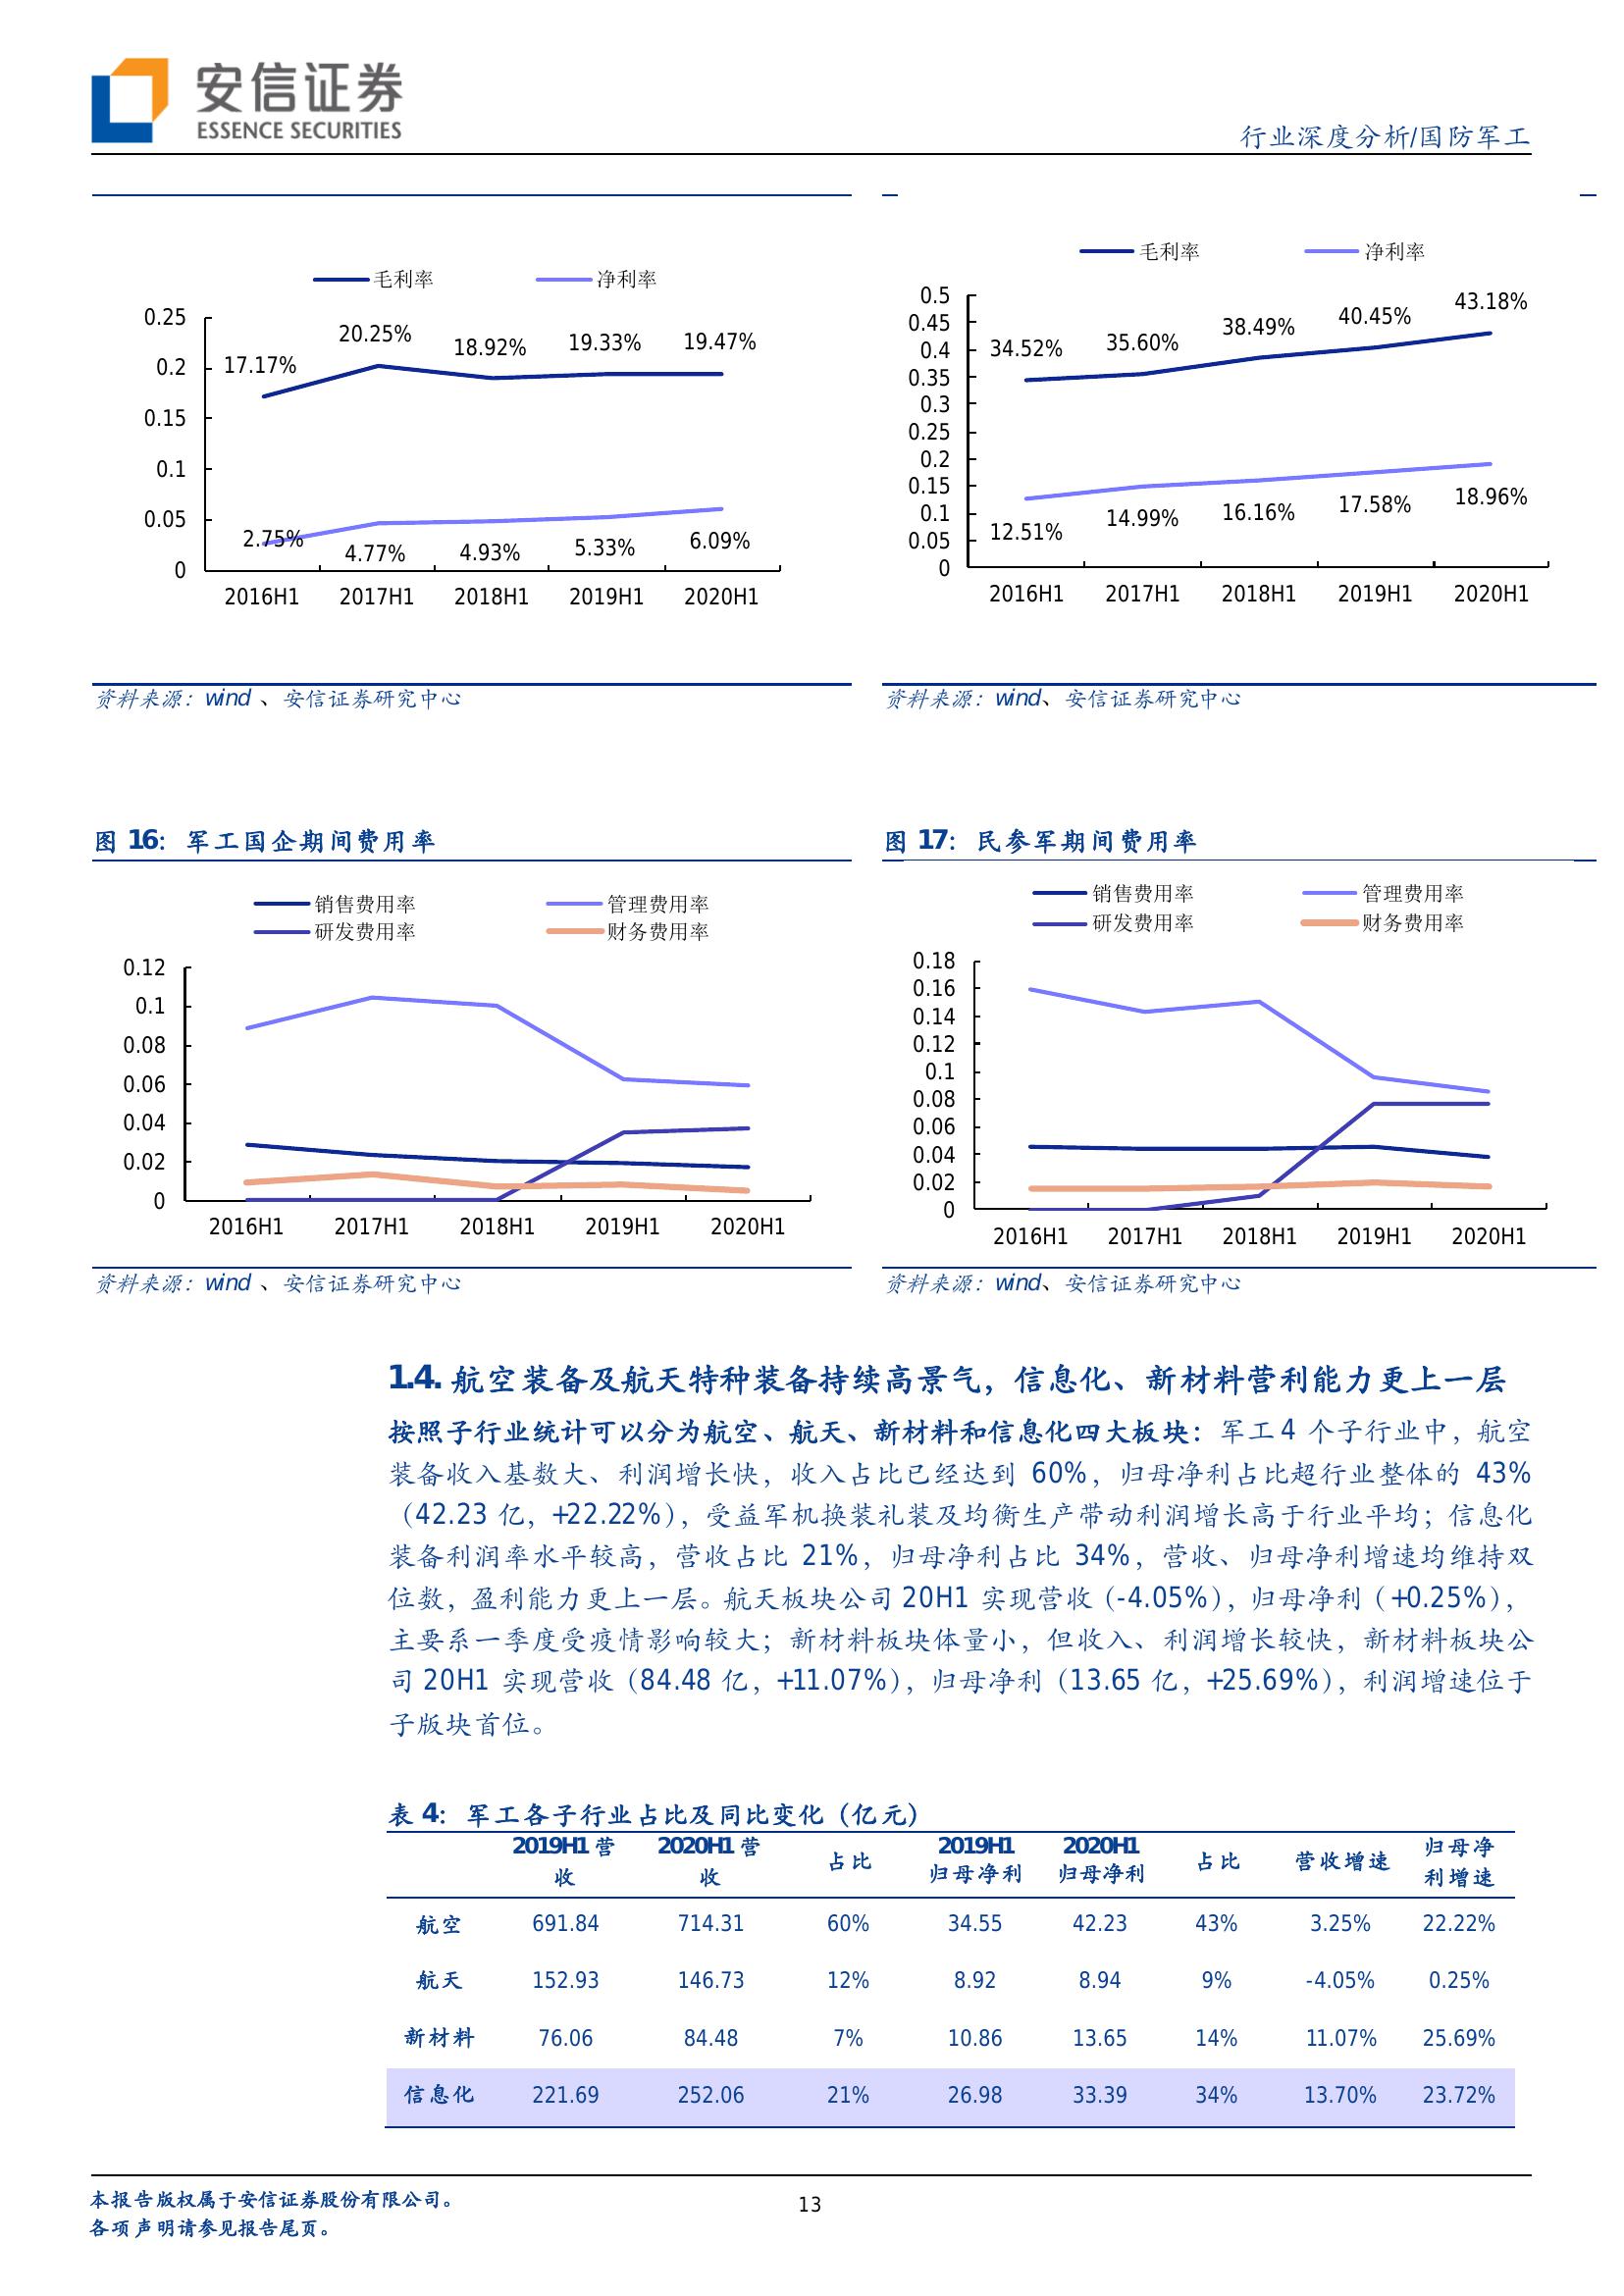 安信证券
ESSENCE SECURITIES
行业深度分析/国防军工
毛利率 净利率
0.25
0.2
0.15
0.1
0.05
0
17.17% 20.25% 18.92% 19.33% 19.47%
2.75% 4.77% 4.93% 5.33% 6.09%
2016H1 2017H1 2018H1 2019H1 2020H1
资料来源：wind 、安信证券研究中心
毛利率 净利率
0.5
0.45
0.4
0.35
0.3
0.25
0.2
0.15
0.1
0.05
0
34.52% 35.60% 38.49% 40.45% 43.18%
12.51% 14.99% 16.16% 17.58% 18.96%
2016H1 2017H1 2018H1 2019H1 2020H1
资料来源：wind、安信证券研究中心
图 16：军工国企期间费用率
销售费用率 管理费用率
研发费用率 财务费用率
0.12
0.1
0.08
0.06
0.04
0.02
0
2016H1 2017H1 2018H1 2019H1 2020H1
资料来源：wind 、安信证券研究中心
图 17：民参军期间费用率
销售费用率 管理费用率
研发费用率 财务费用率
0.18
0.16
0.14
0.12
0.1
0.08
0.06
0.04
0.02
0
2016H1 2017H1 2018H1 2019H1 2020H1
资料来源：wind、安信证券研究中心
1.4. 航空装备及航天特种装备持续高景气，信息化、新材料营利能力更上一层
按照子行业统计可以分为航空、航天、新材料和信息化四大板块：军工 4 个子行业中，航空
装备收入基数大、利润增长快，收入占比已经达到 60%，归母净利占比超行业整体的 43%
（42.23 亿，+22.22%），受益军机换装礼装及均衡生产带动利润增长高于行业平均；信息化
装备利润率水平较高，营收占比 21%，归母净利占比 34%，营收、归母净利增速均维持双
位数，盈利能力更上一层。航天板块公司 20H1 实现营收（-4.05%），归母净利（+0.25%），
主要系一季度受疫情影响较大；新材料板块体量小，但收入、利润增长较快，新材料板块公
司 20H1 实现营收（84.48 亿，+11.07%），归母净利（13.65 亿，+25.69%），利润增速位于
子版块首位。
表 4：军工各子行业占比及同比变化（亿元）
2019H1 营收 2020H1 营收 占比 2019H1 归母净利 2020H1 归母净利 占比 营收增速 归母净利增速
航空 691.84 714.31 60% 34.55 42.23 43% 3.25% 22.22%
航天 152.93 146.73 12% 8.92 8.94 9% -4.05% 0.25%
新材料 76.06 84.48 7% 10.86 13.65 14% 11.07% 25.69%
信息化 221.69 252.06 21% 26.98 33.39 34% 13.70% 23.72%
本报告版权属于安信证券股份有限公司。
各项声明请参见报告尾页。
13